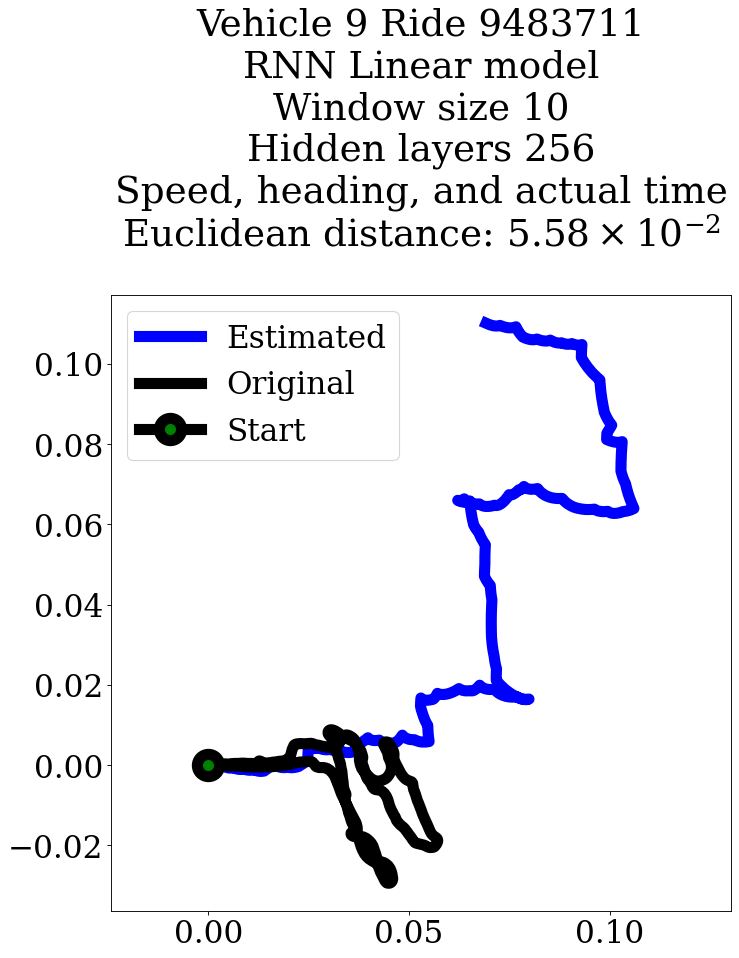 Vehicle 9 Ride 9483711
RNN Linear model
Window size 10
Hidden layers 256
Speed, heading, and actual time
Euclidean distance: 5.58 × 10⁻²
Estimated
Original
Start
0.10
0.08
0.06
0.04
0.02
0.00
−0.02
0.00 0.05 0.10